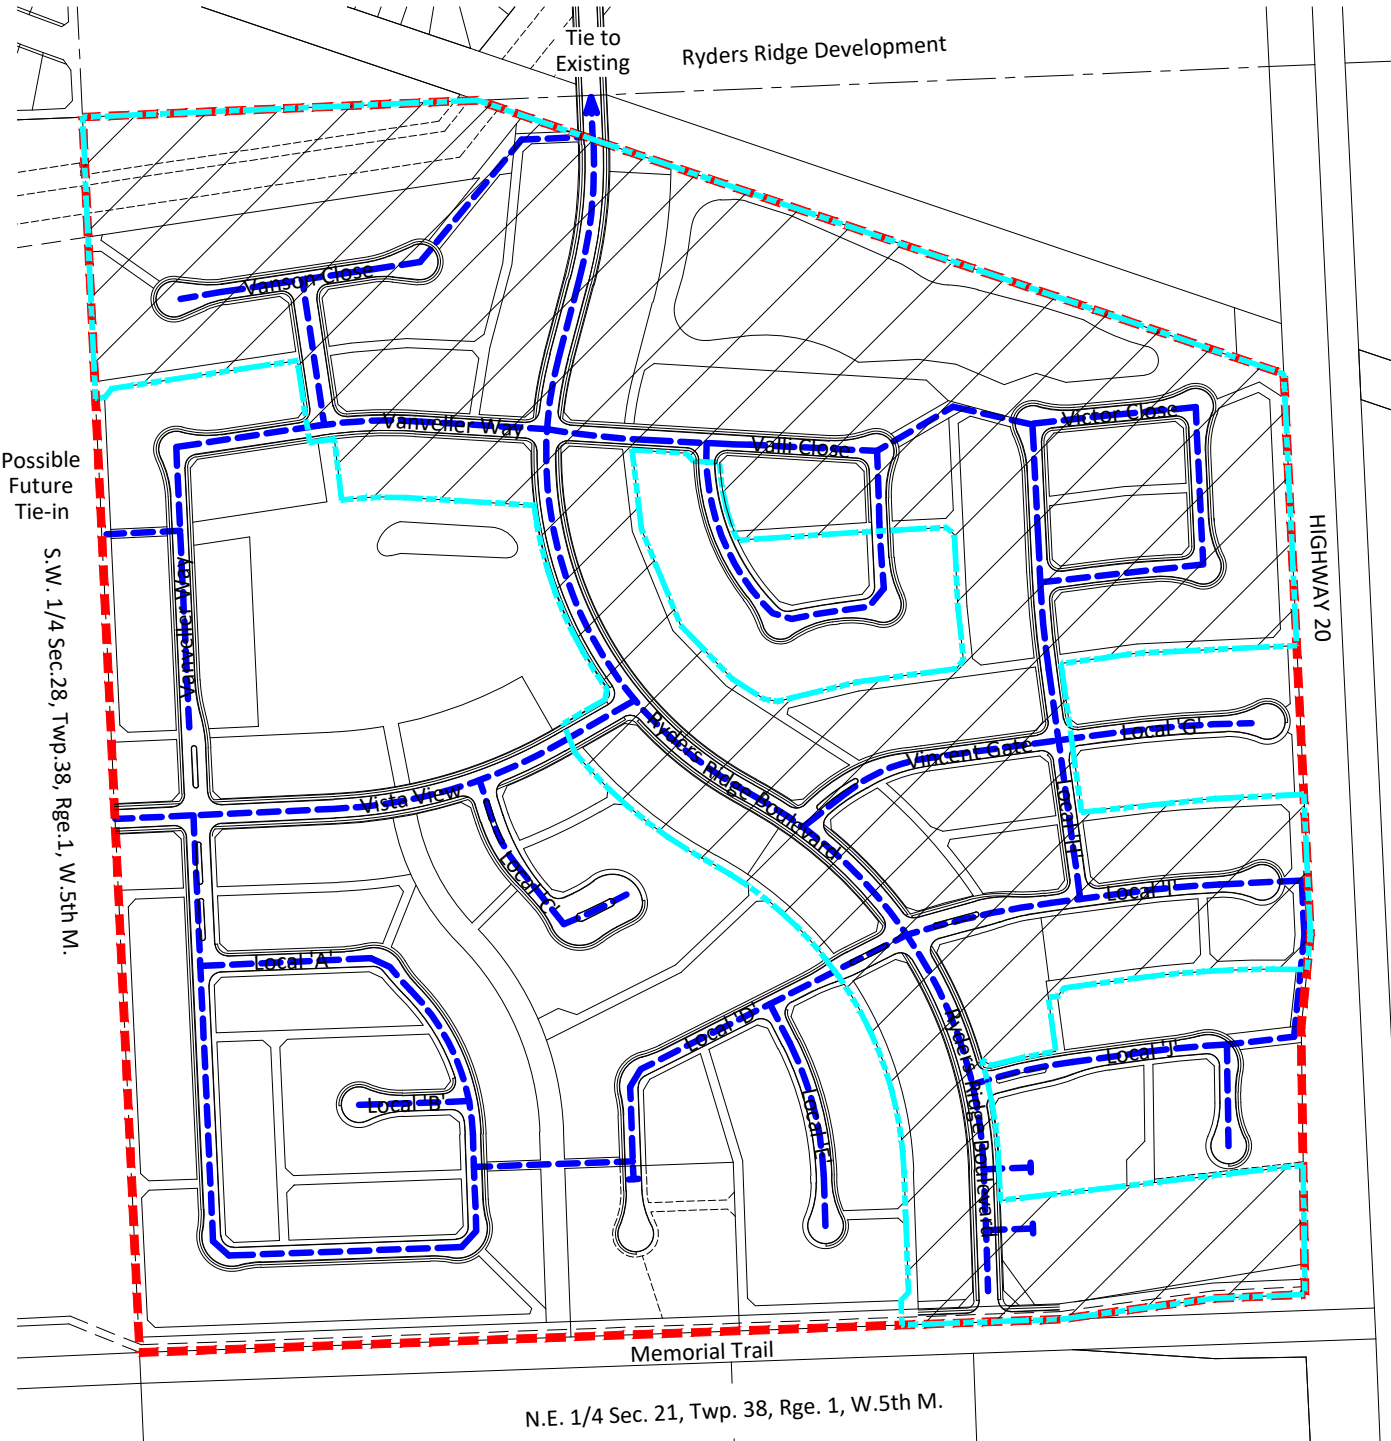 Tie to
Existing
Ryders Ridge Development
Vanson Close
Vanveller Way
Valli Close
Victor Close
Possible
Future
Tie-in
HIGHWAY 20
S.W. 1/4 Sec.28, Twp.38, Rge.1, W.5th M.
Vanveller Way
Ryders Ridge Boulevard
Vincent Gate
Local 'G'
Vista View
Local 'H'
Local 'C'
Local 'I'
Local 'A'
Local 'D'
Ryders Ridge Boulevard
Local 'J'
Local 'B'
Local 'E'
Memorial Trail
N.E. 1/4 Sec. 21, Twp. 38, Rge. 1, W.5th M.